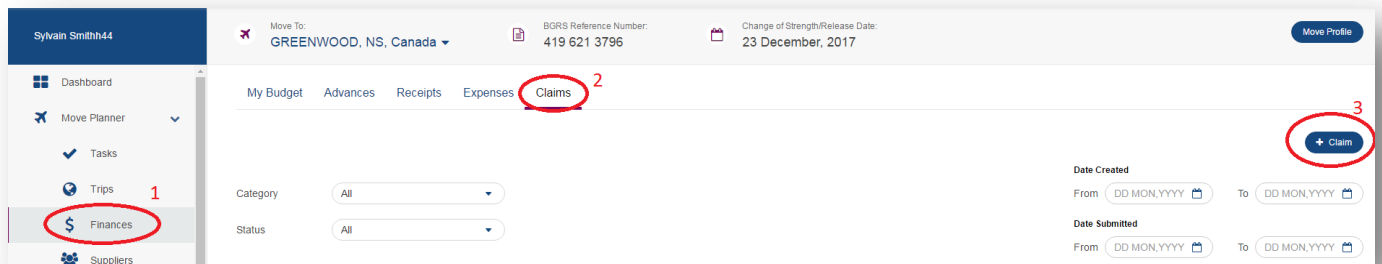 Sylvain Smithh44
Move To:
GREENWOOD, NS, Canada
BGRS Reference Number:
419 621 3796
Change of Strength/Release Date:
23 December, 2017
Move Profile
Dashboard
Move Planner
Tasks
Trips
1
Finances
Suppliers
My Budget Advances Receipts Expenses Claims
2
3
+ Claim
Category All
Status All
Date Created
From DD MON,YYYY To DD MON,YYYY
Date Submitted
From DD MON,YYYY To DD MON,YYYY